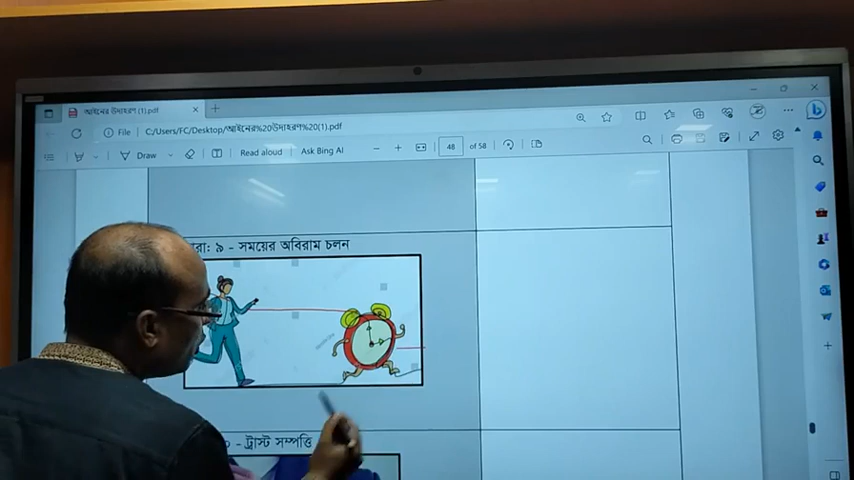 আইনের উদাহরণ (1).pdf
File C:/Users/FC/Desktop/আইনের%20উদাহরণ%20(1).pdf
Draw Read aloud Ask Bing AI 48 of 58
৯ - সময়ের অবিরাম চলন
- ট্রাস্ট সম্পত্তি